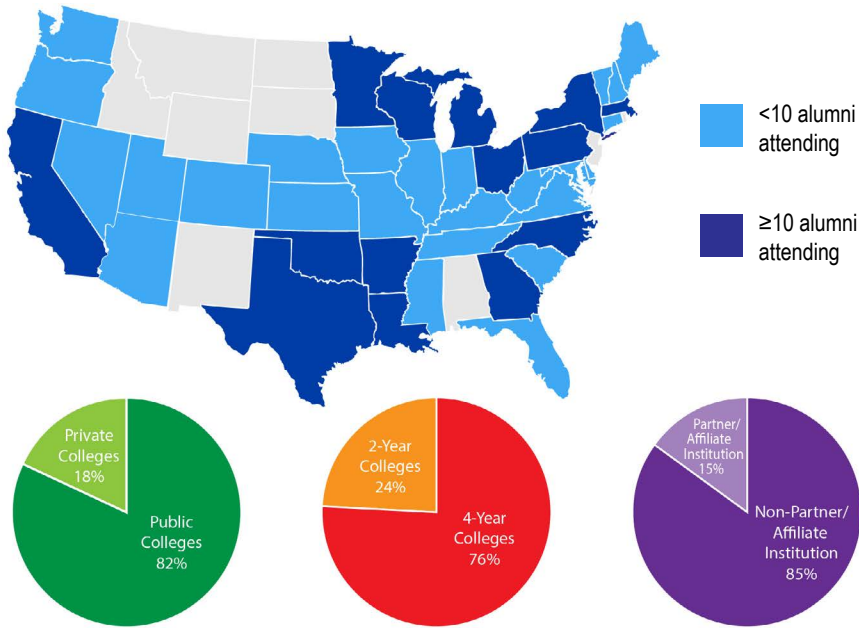 <10 alumni
attending
≥10 alumni
attending
Private
Colleges
18%
Public
Colleges
82%
2-Year
Colleges
24%
4-Year
Colleges
76%
Partner/
Affiliate
Institution
15%
Non-Partner/
Affiliate
Institution
85%